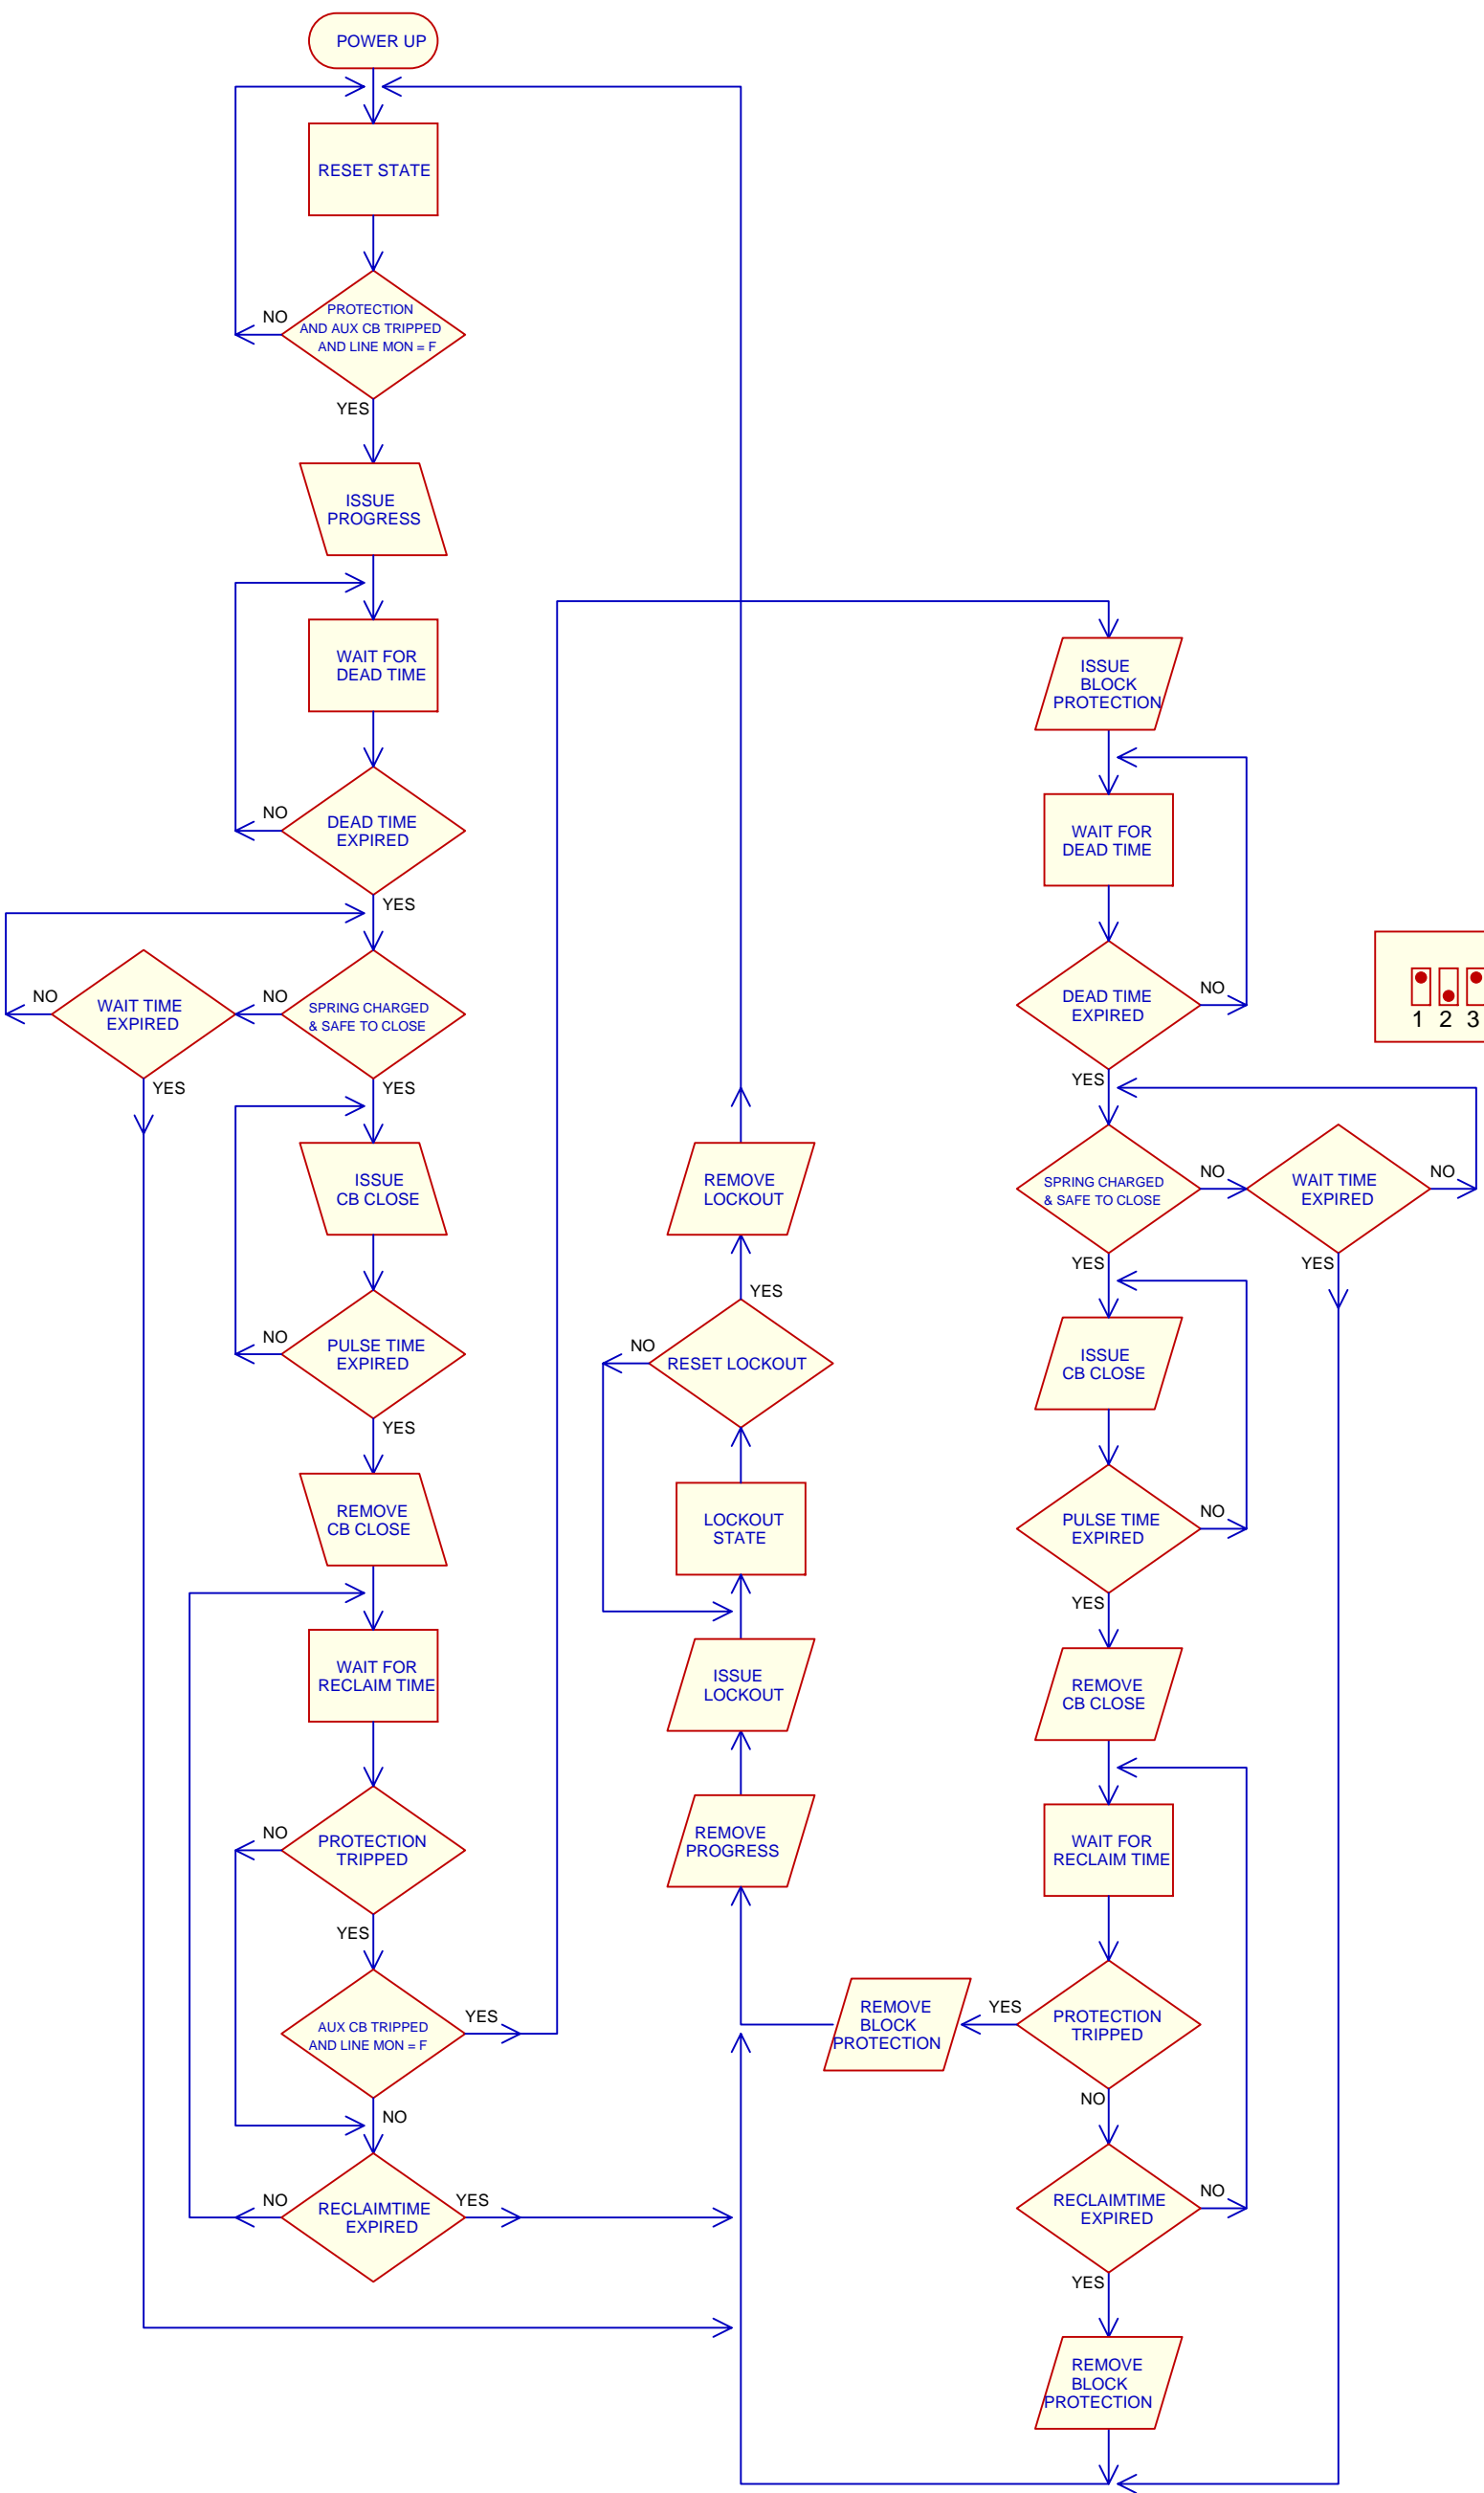 POWER UP
RESET STATE
PROTECTION
AND AUX CB TRIPPED
AND LINE MON = F
NO
YES
ISSUE
PROGRESS
WAIT FOR
DEAD TIME
DEAD TIME
EXPIRED
NO
YES
SPRING CHARGED
& SAFE TO CLOSE
NO
WAIT TIME
EXPIRED
NO
YES
YES
ISSUE
CB CLOSE
PULSE TIME
EXPIRED
NO
YES
REMOVE
CB CLOSE
WAIT FOR
RECLAIM TIME
PROTECTION
TRIPPED
NO
YES
AUX CB TRIPPED
AND LINE MON = F
YES
NO
RECLAIMTIME
EXPIRED
NO
YES
REMOVE
LOCKOUT
YES
RESET LOCKOUT
NO
LOCKOUT
STATE
ISSUE
LOCKOUT
REMOVE
PROGRESS
REMOVE
BLOCK
PROTECTION
ISSUE
BLOCK
PROTECTION
WAIT FOR
DEAD TIME
DEAD TIME
EXPIRED
NO
YES
SPRING CHARGED
& SAFE TO CLOSE
NO
WAIT TIME
EXPIRED
NO
YES
YES
ISSUE
CB CLOSE
PULSE TIME
EXPIRED
NO
YES
REMOVE
CB CLOSE
WAIT FOR
RECLAIM TIME
PROTECTION
TRIPPED
YES
NO
RECLAIMTIME
EXPIRED
NO
YES
REMOVE
BLOCK
PROTECTION
1 2 3